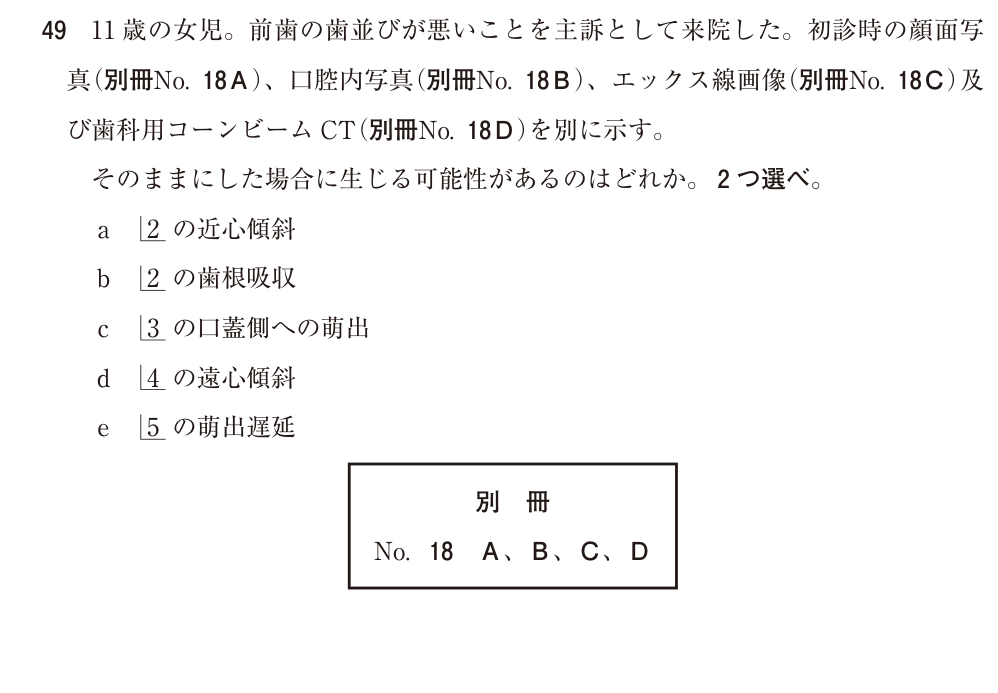 49 11歳の女児。前歯の歯並びが悪いことを主訴として来院した。初診時の顔面写
真(別冊No. 18A)、口腔内写真(別冊No. 18B)、エックス線画像(別冊No. 18C)及
び歯科用コーンビームCT(別冊No. 18D)を別に示す。
そのままにした場合に生じる可能性があるのはどれか。2つ選べ。
a |2 の近心傾斜
b |2 の歯根吸収
c |3 の口蓋側への萌出
d |4 の遠心傾斜
e |5 の萌出遅延
別 冊
No. 18 A、B、C、D